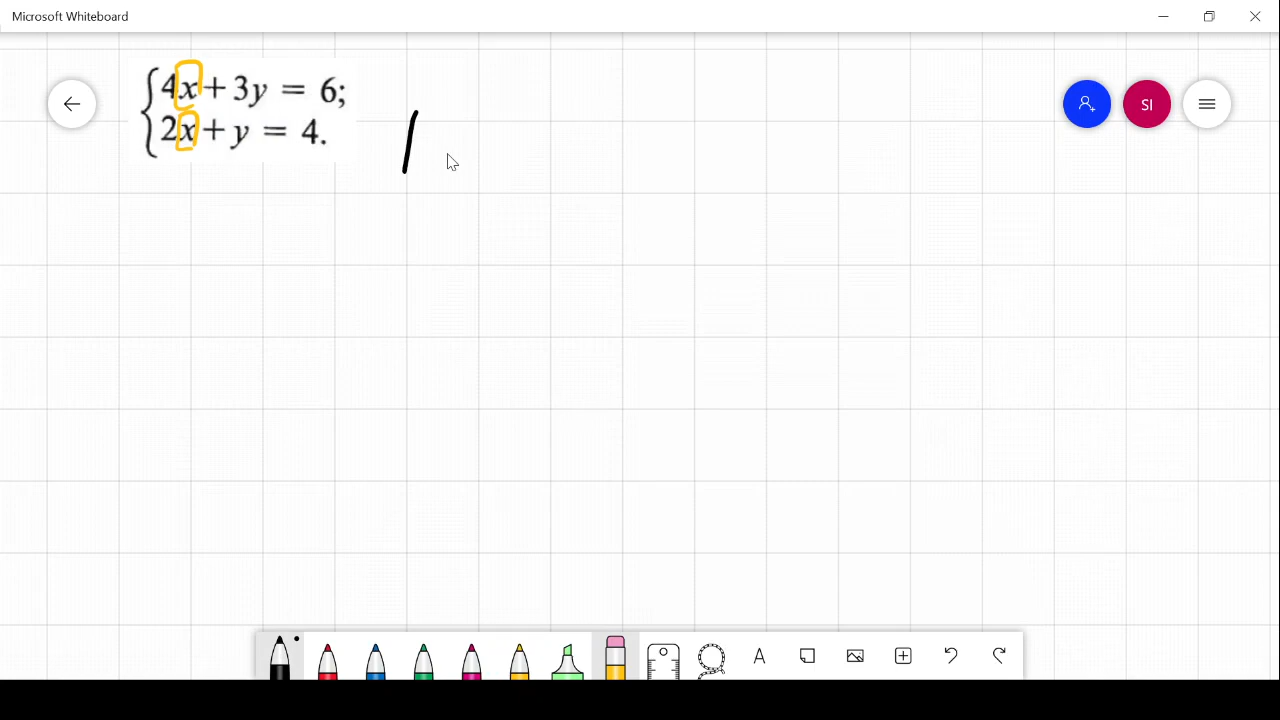 Microsoft Whiteboard
4x + 3y = 6;
2x + y = 4.
SI
A